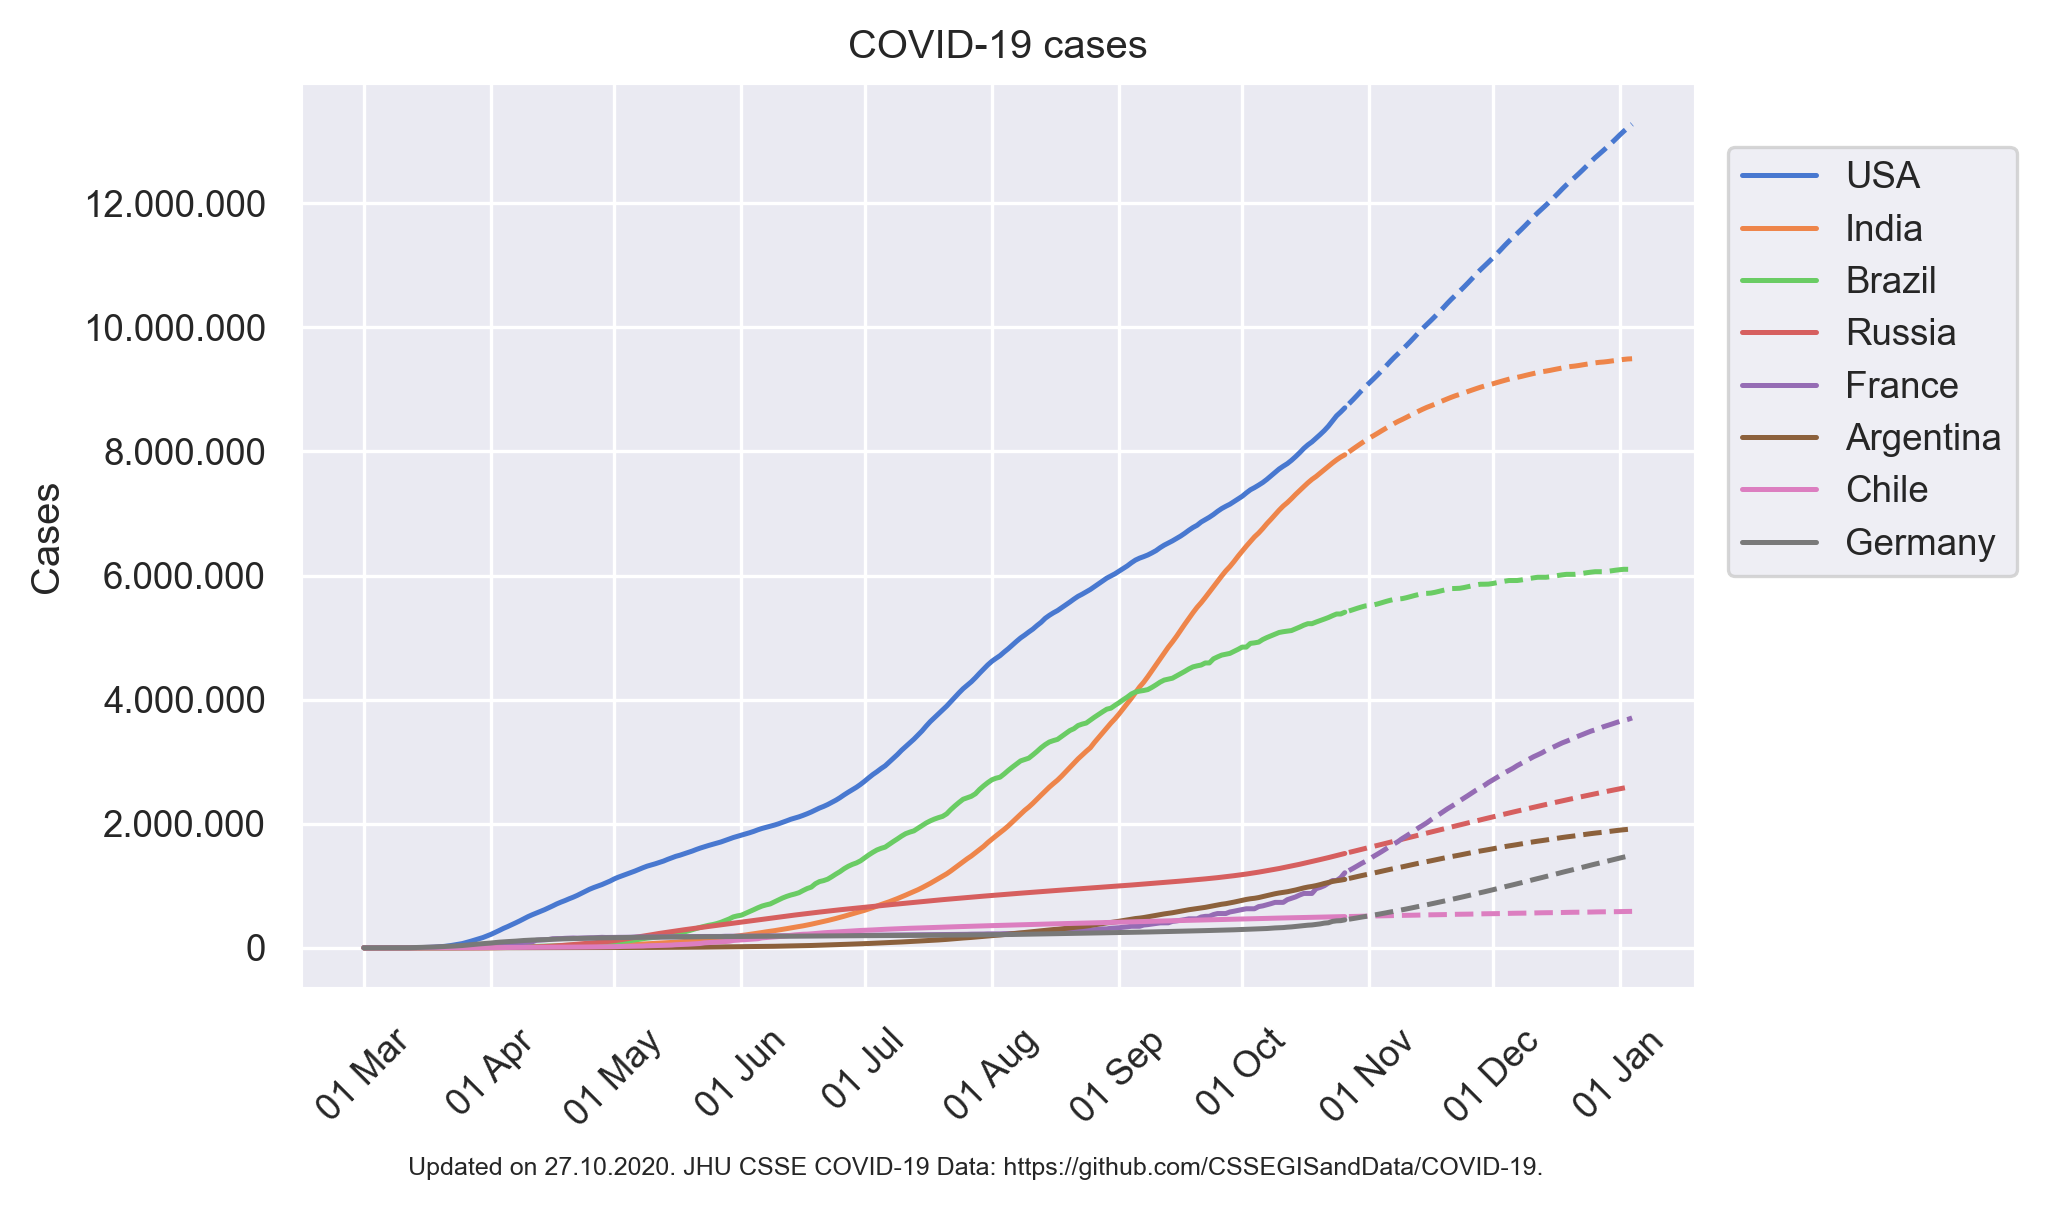 COVID-19 cases
12.000.000
10.000.000
8.000.000
6.000.000
4.000.000
2.000.000
0
Cases
USA
India
Brazil
Russia
France
Argentina
Chile
Germany
01 Mar
01 Apr
01 May
01 Jun
01 Jul
01 Aug
01 Sep
01 Oct
01 Nov
01 Dec
01 Jan
Updated on 27.10.2020. JHU CSSE COVID-19 Data: https://github.com/CSSEGISandData/COVID-19.